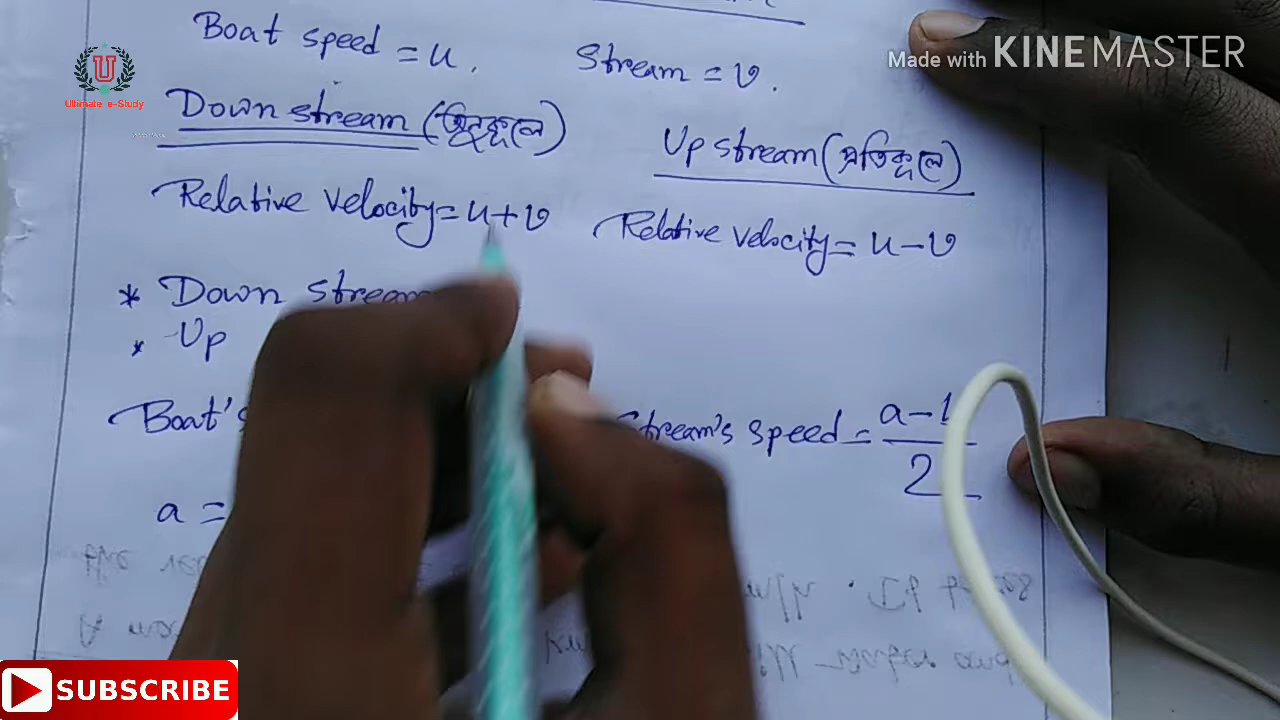 Boat speed = u.
Stream = v.
Made with KINEMASTER
U
Ultimate e-Study
Down stream (অনুকূলে)
Up stream (প্রতিকূলে)
Relative velocity = u+v
Relative velocity = u-v
* Down stream
* Up
Boat's
Stream's speed = a-
2
a =
SUBSCRIBE